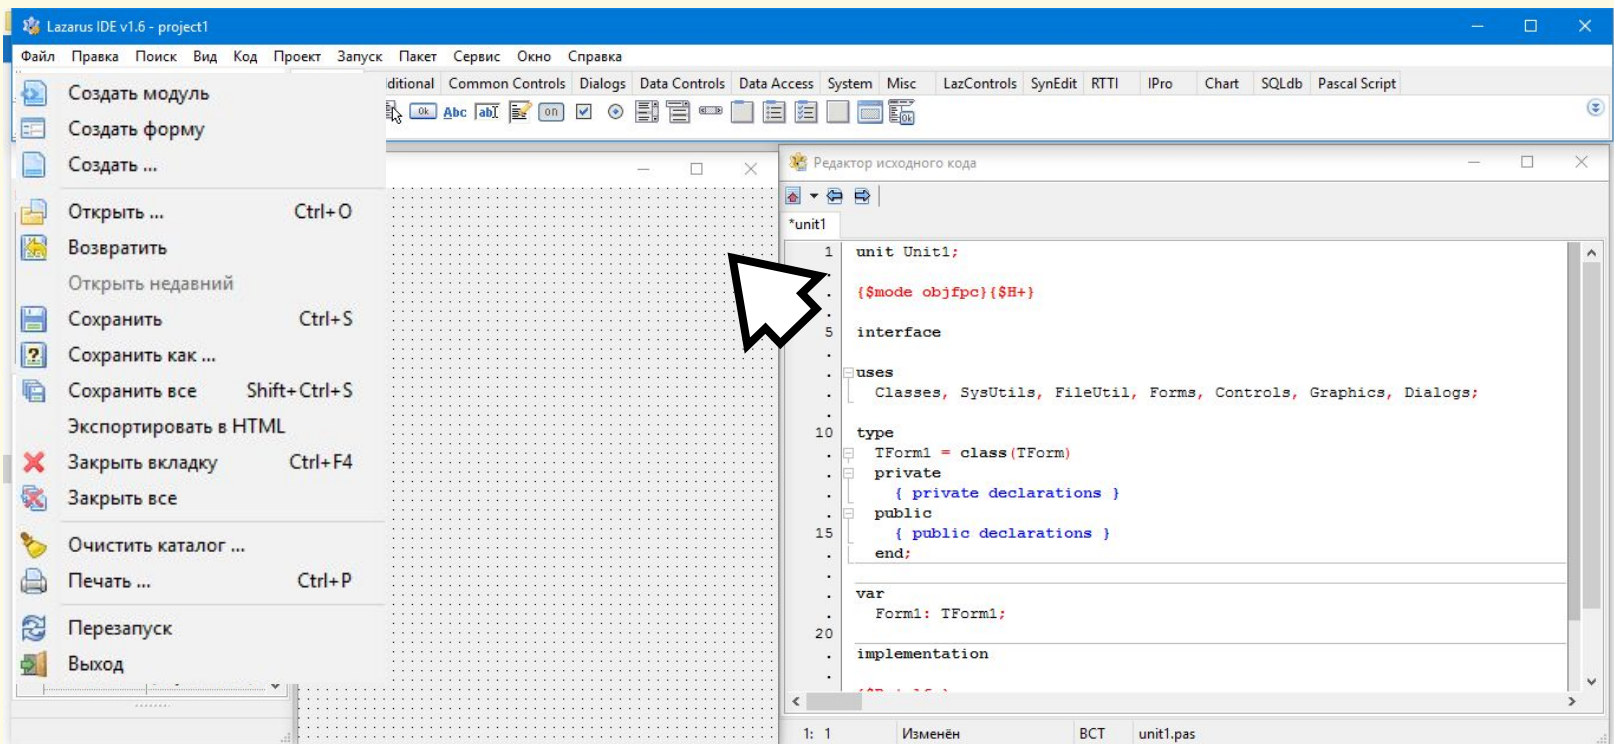 Lazarus IDE v1.6 - project1
Файл Правка Поиск Вид Код Проект Запуск Пакет Сервис Окно Справка
ditional Common Controls Dialogs Data Controls Data Access System Misc LazControls SynEdit RTTI IPro Chart SQLdb Pascal Script
Ok Abc abI on Ok
Создать модуль
Создать форму
Создать ...
Открыть ... Ctrl+O
Возвратить
Открыть недавний
Сохранить Ctrl+S
Сохранить как ...
Сохранить все Shift+Ctrl+S
Экспортировать в HTML
Закрыть вкладку Ctrl+F4
Закрыть все
Очистить каталог ...
Печать ... Ctrl+P
Перезапуск
Выход
Редактор исходного кода
*unit1
1 unit Unit1;
.
. {$mode objfpc}{$H+}
.
5 interface
.
. uses
. Classes, SysUtils, FileUtil, Forms, Controls, Graphics, Dialogs;
.
10 type
. TForm1 = class(TForm)
. private
. { private declarations }
. public
15 { public declarations }
. end;
.
. var
. Form1: TForm1;
20
. implementation
.
1: 1 Изменён ВСТ unit1.pas